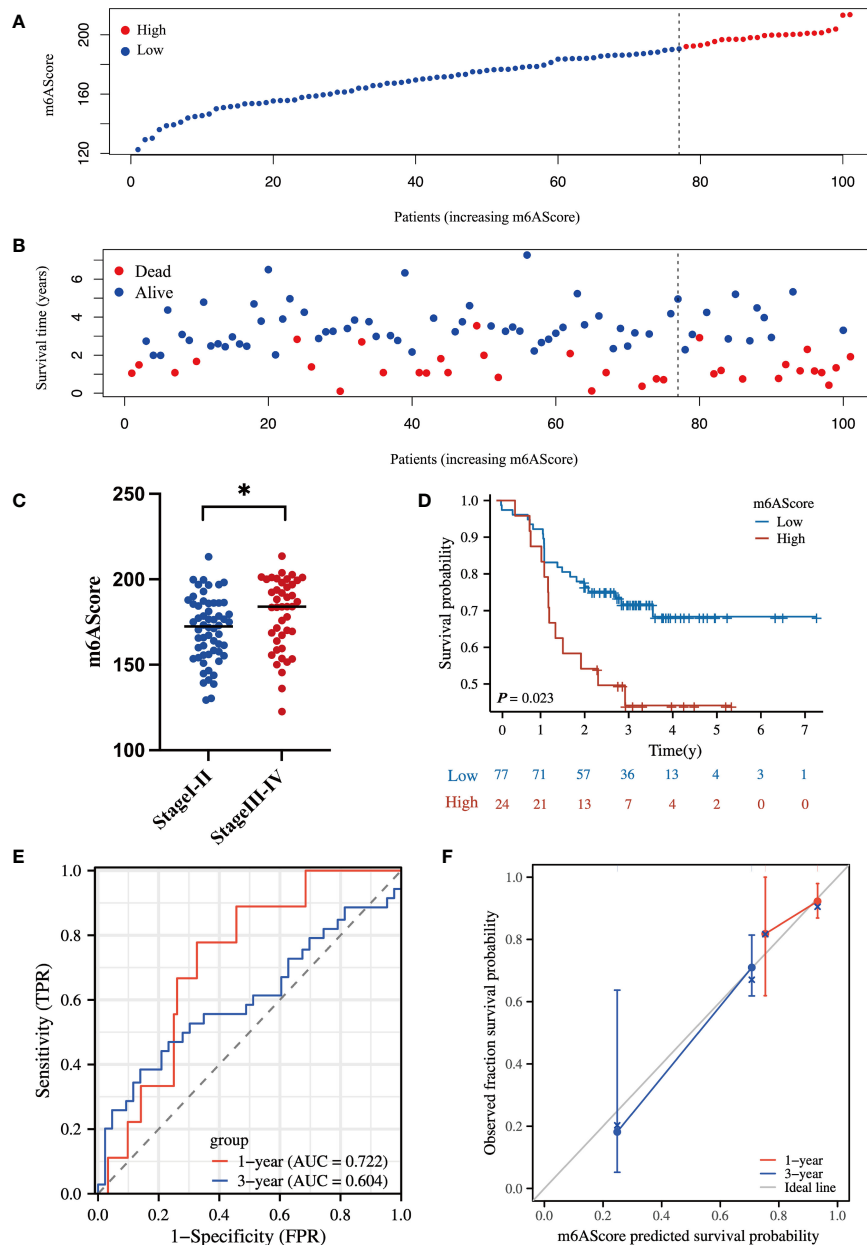 A
High
Low
m6AScore
200
160
120
0
20
40
60
80
100
Patients (increasing m6AScore)
B
Dead
Alive
Survival time (years)
6
4
2
0
0
20
40
60
80
100
Patients (increasing m6AScore)
C
*
m6AScore
250
200
150
100
StageI-II
StageIII-IV
D
m6AScore
Low
High
Survival probability
1.0
0.9
0.8
0.7
0.6
0.5
P = 0.023
0 1 2 3 4 5 6 7
Time(y)
Low 77 71 57 36 13 4 3 1
High 24 21 13 7 4 2 0 0
E
Sensitivity (TPR)
1.0
0.8
0.6
0.4
0.2
0.0
group
1−year (AUC = 0.722)
3−year (AUC = 0.604)
0.0 0.2 0.4 0.6 0.8 1.0
1−Specificity (FPR)
F
Observed fraction survival probability
1.0
0.8
0.6
0.4
0.2
0.0
1−year
3−year
Ideal line
0.0 0.2 0.4 0.6 0.8 1.0
m6AScore predicted survival probability